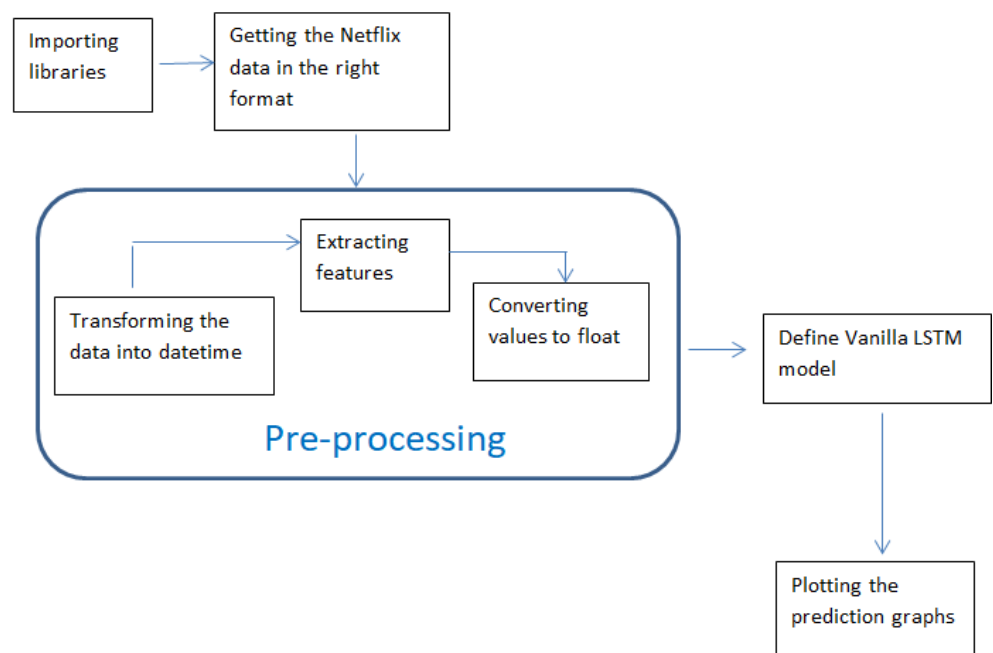 Importing
libraries
Getting the Netflix
data in the right
format
Extracting
features
Transforming the
data into datetime
Converting
values to float
Pre-processing
Define Vanilla LSTM
model
Plotting the
prediction graphs